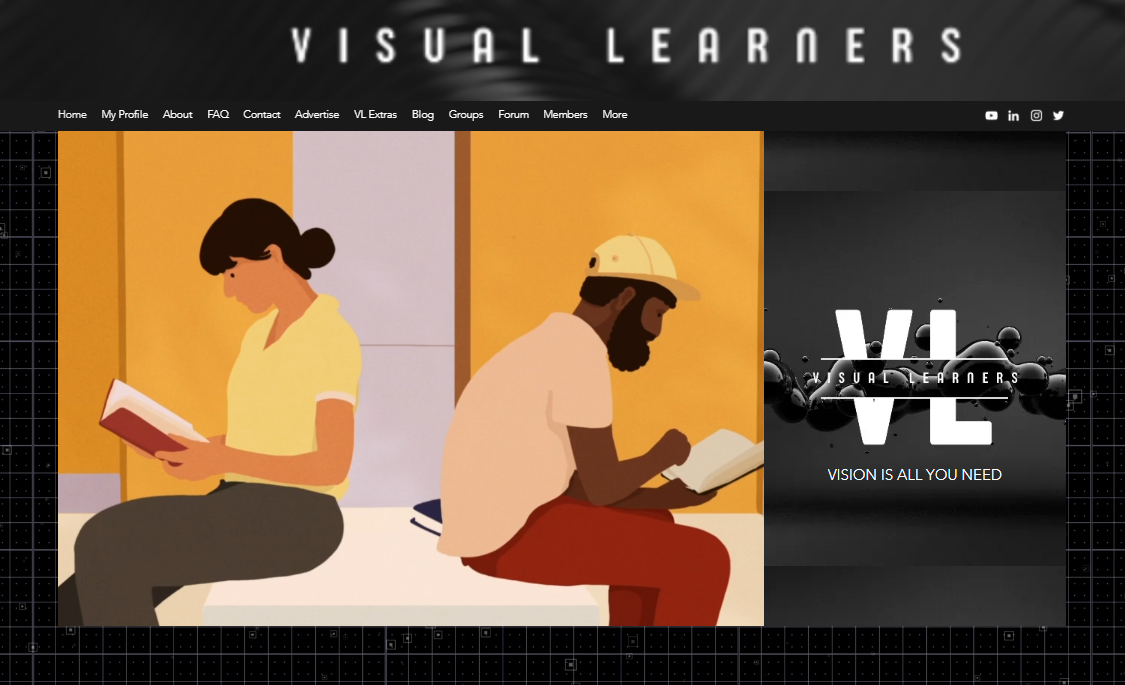 VISUAL LEARNERS
Home My Profile About FAQ Contact Advertise VL Extras Blog Groups Forum Members More
VL
VISUAL LEARNERS
VISION IS ALL YOU NEED